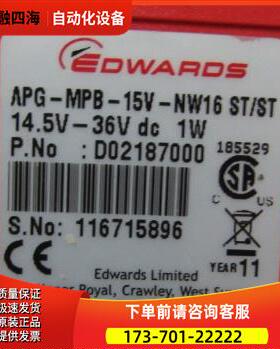 融四海 自动化设备
EDWARDS
APG-MPB-15V-NW16 ST/ST
14.5V-36V dc 1W
P.No : D02187000
185529
S.No: 116715896
YEAR 11
Edwards Limited
Royal, Crawley, West
下单前请咨询客服
173-701-22222